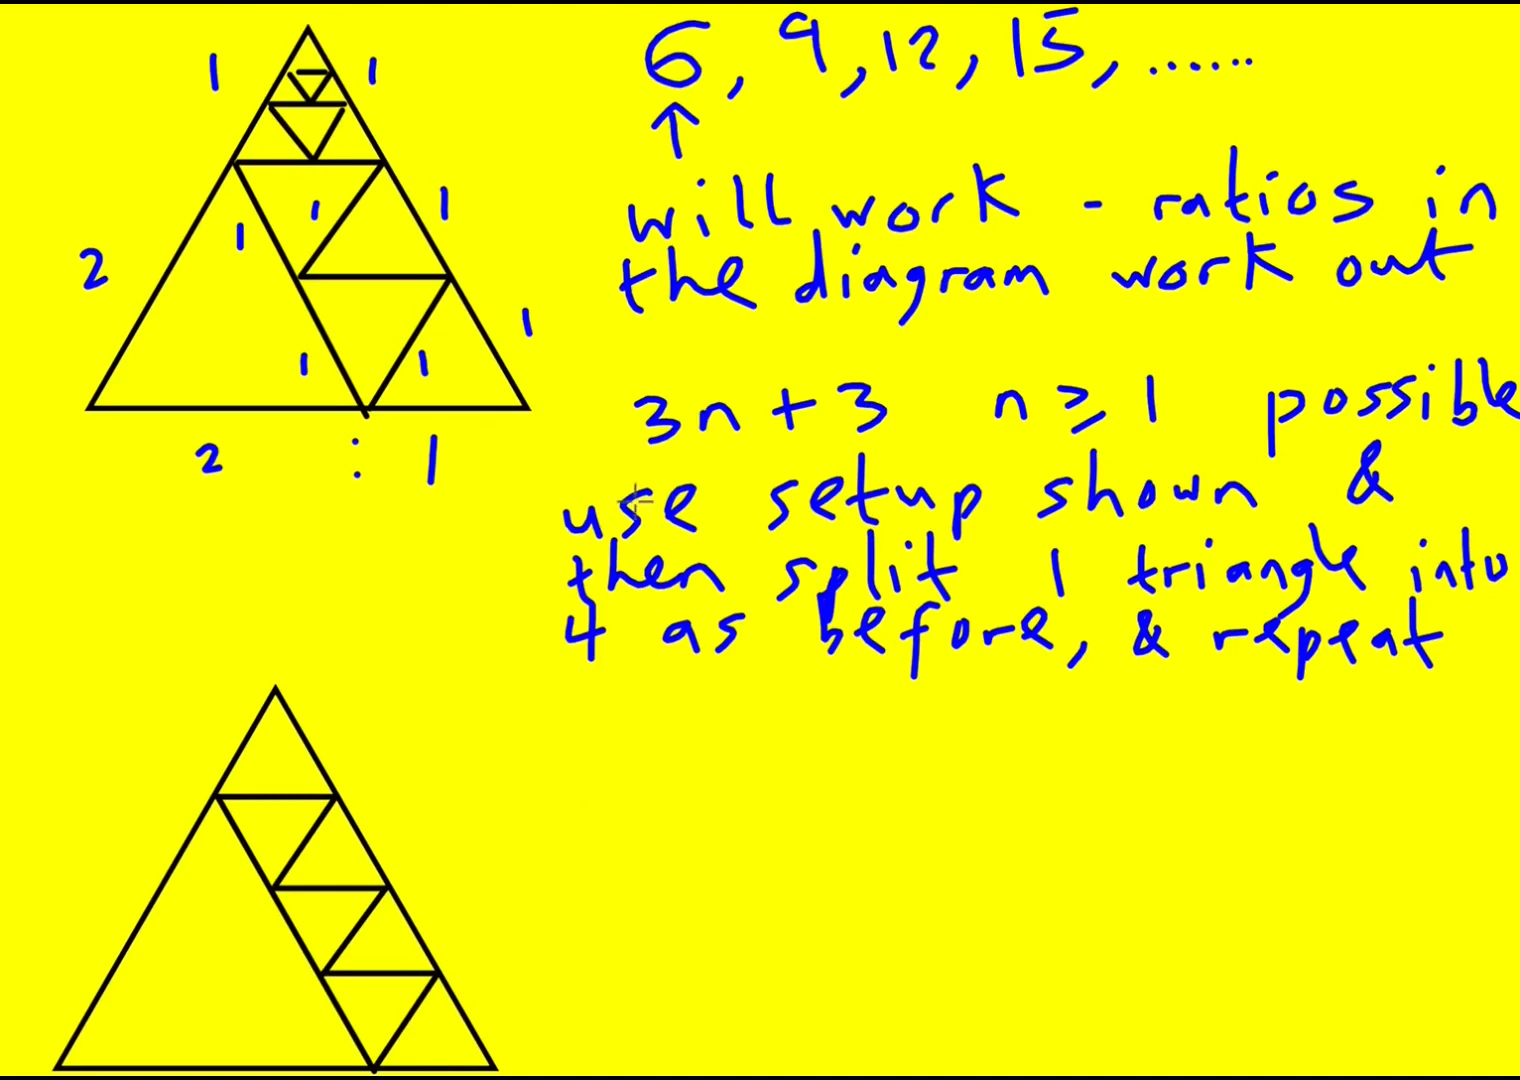 6, 9, 12, 15, ......
↑
will work - ratios in
the diagram work out
3n + 3 n ≥ 1 possible
use setup shown &
then split 1 triangle into
4 as before, & repeat
1 1
1 1 1
2
1
1 1
2 : 1